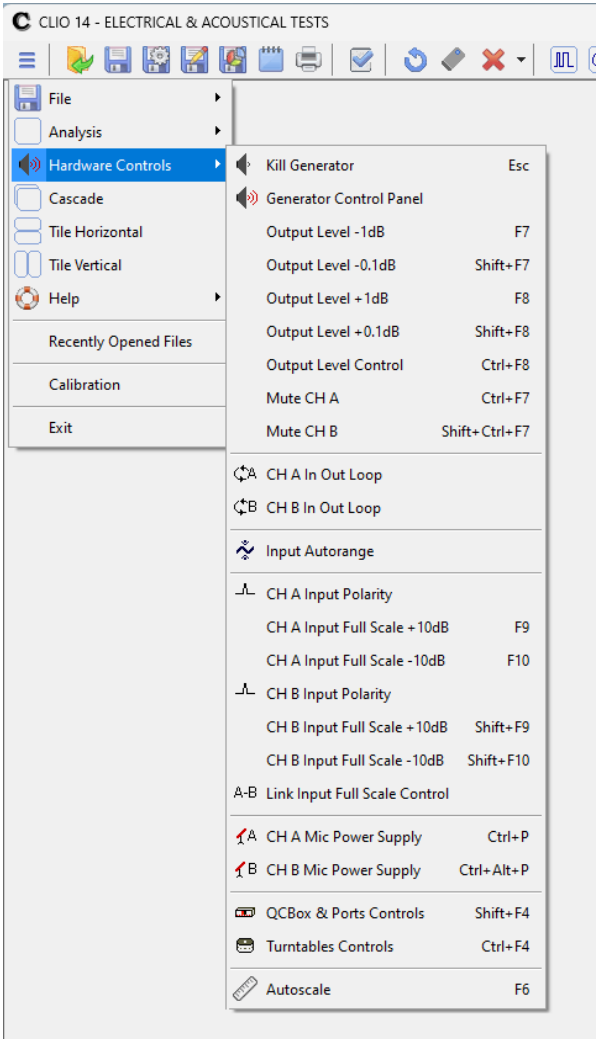 CLIO 14 - ELECTRICAL & ACOUSTICAL TESTS
File
Analysis
Hardware Controls
Cascade
Tile Horizontal
Tile Vertical
Help
Recently Opened Files
Calibration
Exit
Kill Generator Esc
Generator Control Panel
Output Level -1dB F7
Output Level -0.1dB Shift+F7
Output Level +1dB F8
Output Level +0.1dB Shift+F8
Output Level Control Ctrl+F8
Mute CH A Ctrl+F7
Mute CH B Shift+Ctrl+F7
A CH A In Out Loop
B CH B In Out Loop
Input Autorange
CH A Input Polarity
CH A Input Full Scale +10dB F9
CH A Input Full Scale -10dB F10
CH B Input Polarity
CH B Input Full Scale +10dB Shift+F9
CH B Input Full Scale -10dB Shift+F10
A-B Link Input Full Scale Control
A CH A Mic Power Supply Ctrl+P
B CH B Mic Power Supply Ctrl+Alt+P
QCBox & Ports Controls Shift+F4
Turntables Controls Ctrl+F4
Autoscale F6